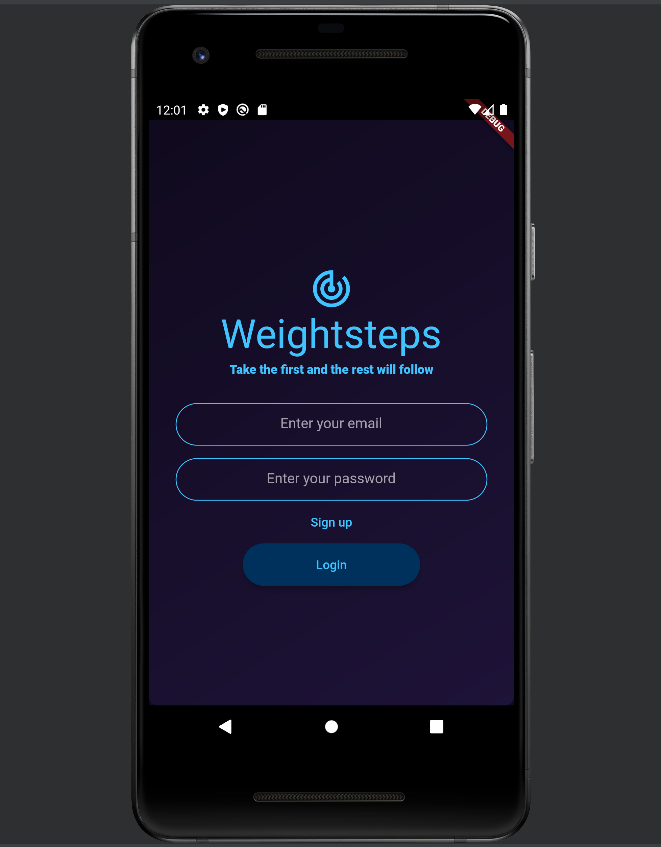 12:01
DEBUG
Weightsteps
Take the first and the rest will follow
Enter your email
Enter your password
Sign up
Login